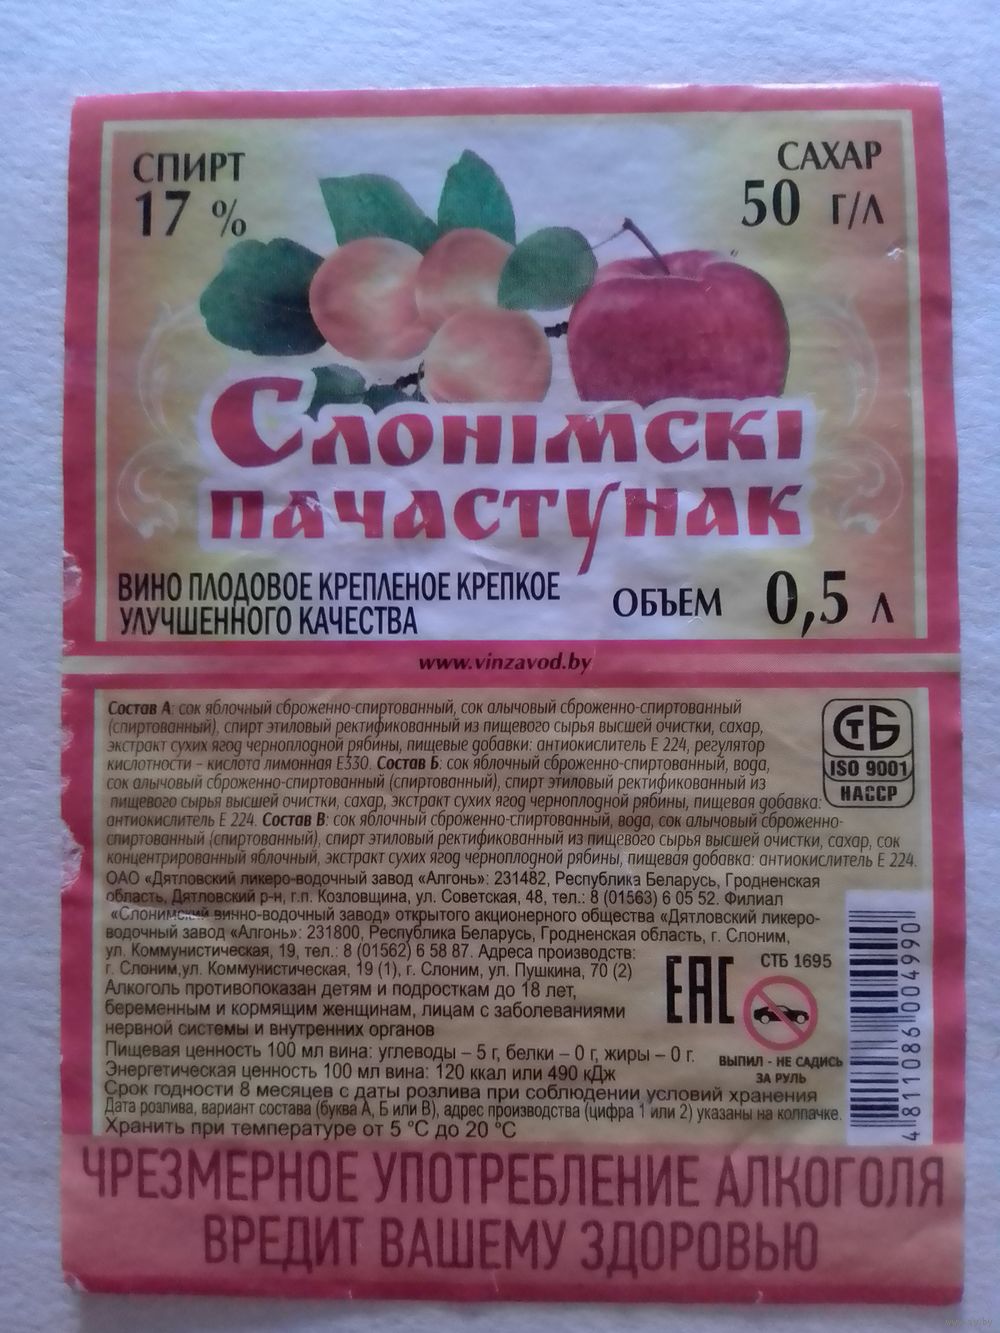 СПИРТ
17 %
САХАР
50 Г/Л
Слонімскі
пачастунак
ВИНО ПЛОДОВОЕ КРЕПЛЕНОЕ КРЕПКОЕ
УЛУЧШЕННОГО КАЧЕСТВА
ОБЪЕМ 0,5 Л
www.vinzavod.by
Состав А: сок яблочный сброженно-спиртованный, сок алычовый сброженно-спиртованный
(спиртованный), спирт этиловый ректификованный из пищевого сырья высшей очистки, сахар,
экстракт сухих ягод черноплодной рябины, пищевые добавки: антиокислитель Е 224, регулятор
кислотности – кислота лимонная Е330. Состав Б: сок яблочный сброженно-спиртованный, вода,
сок алычовый сброженно-спиртованный (спиртованный), спирт этиловый ректификованный из
пищевого сырья высшей очистки, сахар, экстракт сухих ягод черноплодной рябины, пищевая добавка:
антиокислитель Е 224. Состав В: сок яблочный сброженно-спиртованный, вода, сок алычовый сброженно-
спиртованный (спиртованный), спирт этиловый ректификованный из пищевого сырья высшей очистки, сахар, сок
концентрированный яблочный, экстракт сухих ягод черноплодной рябины, пищевая добавка: антиокислитель Е 224.
СТБ
ISO 9001
НАССР
ОАО «Дятловский ликеро-водочный завод «Алгонь»: 231482, Республика Беларусь, Гродненская
область, Дятловский р-н, г.п. Козловщина, ул. Советская, 48, тел.: 8 (01563) 6 05 52. Филиал
«Слонимский винно-водочный завод» открытого акционерного общества «Дятловский ликеро-
водочный завод «Алгонь»: 231800, Республика Беларусь, Гродненская область, г. Слоним,
ул. Коммунистическая, 19, тел.: 8 (01562) 6 58 87. Адреса производств:
г. Слоним,ул. Коммунистическая, 19 (1), г. Слоним, ул. Пушкина, 70 (2)
Алкоголь противопоказан детям и подросткам до 18 лет,
беременным и кормящим женщинам, лицам с заболеваниями
нервной системы и внутренних органов
ЕАС
СТБ 1695
ВЫПИЛ - НЕ САДИСЬ
ЗА РУЛЬ
4 811086 004990
Пищевая ценность 100 мл вина: углеводы – 5 г, белки – 0 г, жиры – 0 г.
Энергетическая ценность 100 мл вина: 120 ккал или 490 кДж
Срок годности 8 месяцев с даты розлива при соблюдении условий хранения
Дата розлива, вариант состава (буква А, Б или В), адрес производства (цифра 1 или 2) указаны на колпачке.
Хранить при температуре от 5 °С до 20 °С
ЧРЕЗМЕРНОЕ УПОТРЕБЛЕНИЕ АЛКОГОЛЯ
ВРЕДИТ ВАШЕМУ ЗДОРОВЬЮ